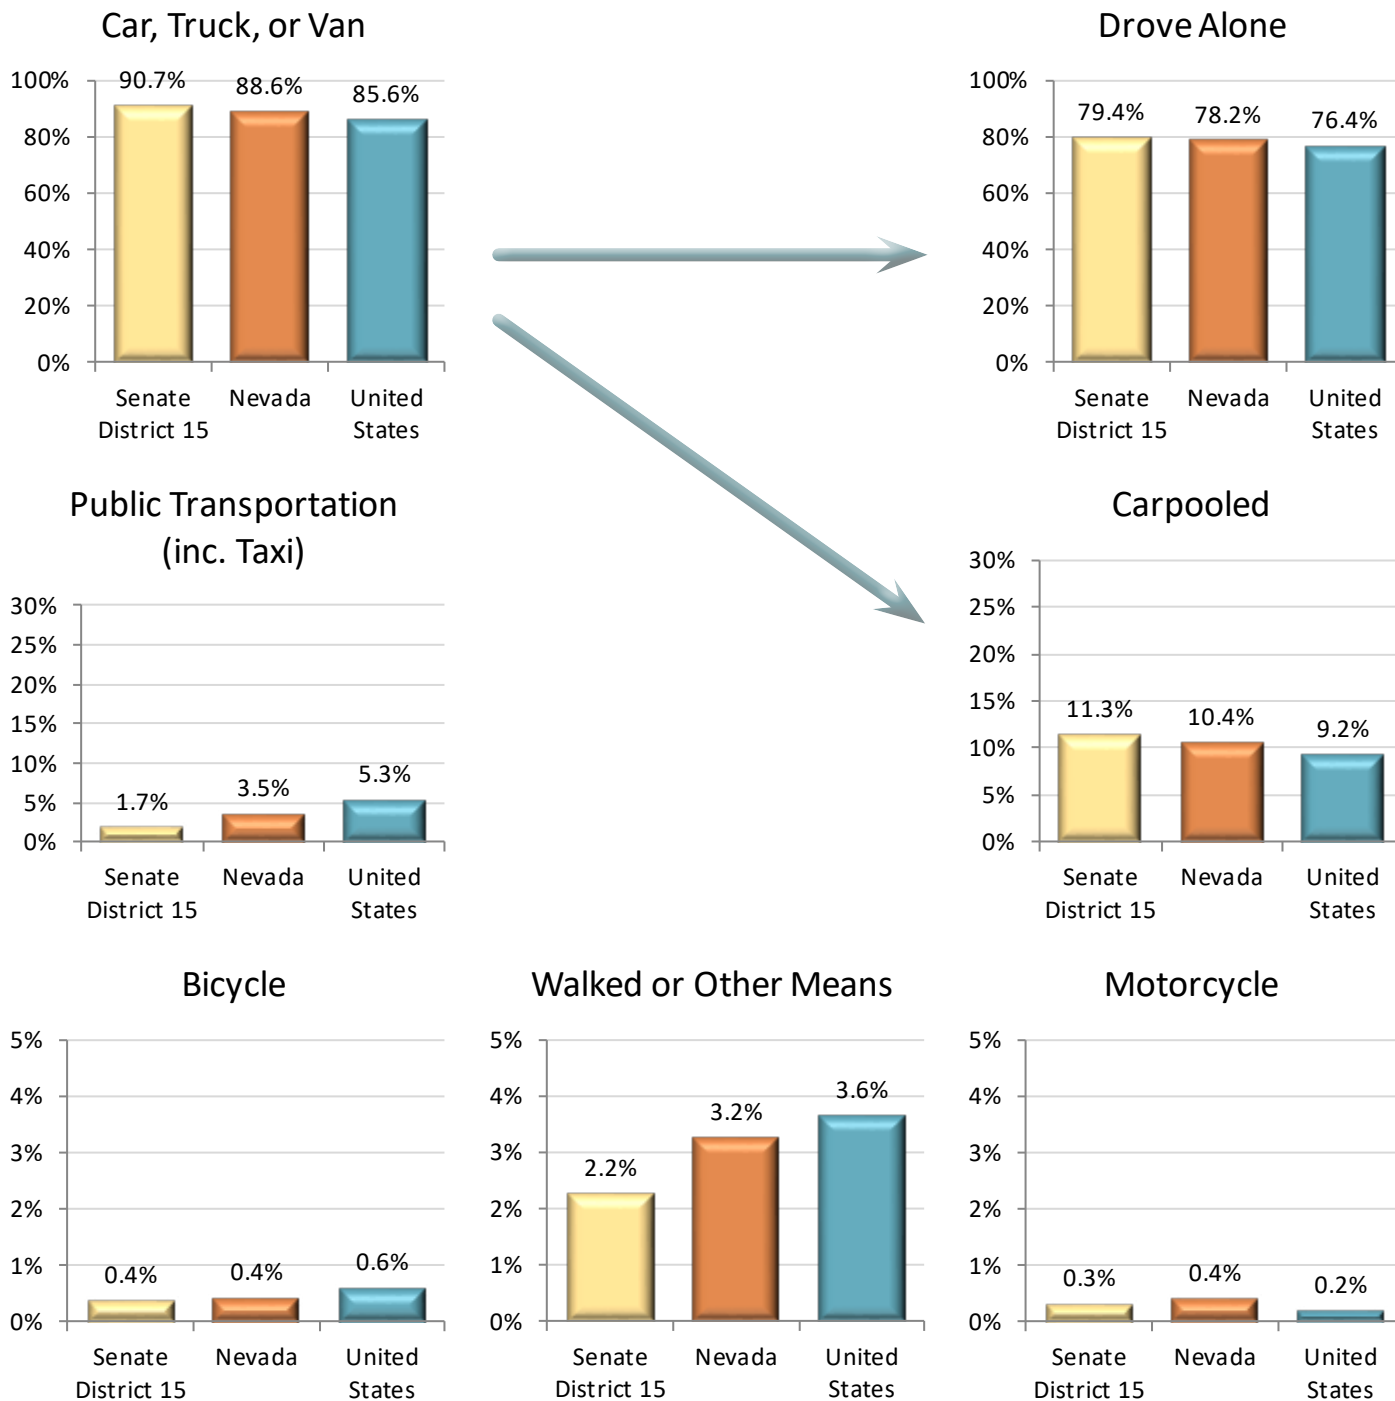 Car, Truck, or Van
100%
80%
60%
40%
20%
0%
90.7%
88.6%
85.6%
Senate
District 15
Nevada
United
States
Drove Alone
100%
80%
60%
40%
20%
0%
79.4%
78.2%
76.4%
Senate
District 15
Nevada
United
States
Public Transportation
(inc. Taxi)
30%
25%
20%
15%
10%
5%
0%
1.7%
3.5%
5.3%
Senate
District 15
Nevada
United
States
Carpooled
30%
25%
20%
15%
10%
5%
0%
11.3%
10.4%
9.2%
Senate
District 15
Nevada
United
States
Bicycle
5%
4%
3%
2%
1%
0%
0.4%
0.4%
0.6%
Senate
District 15
Nevada
United
States
Walked or Other Means
5%
4%
3%
2%
1%
0%
2.2%
3.2%
3.6%
Senate
District 15
Nevada
United
States
Motorcycle
5%
4%
3%
2%
1%
0%
0.3%
0.4%
0.2%
Senate
District 15
Nevada
United
States